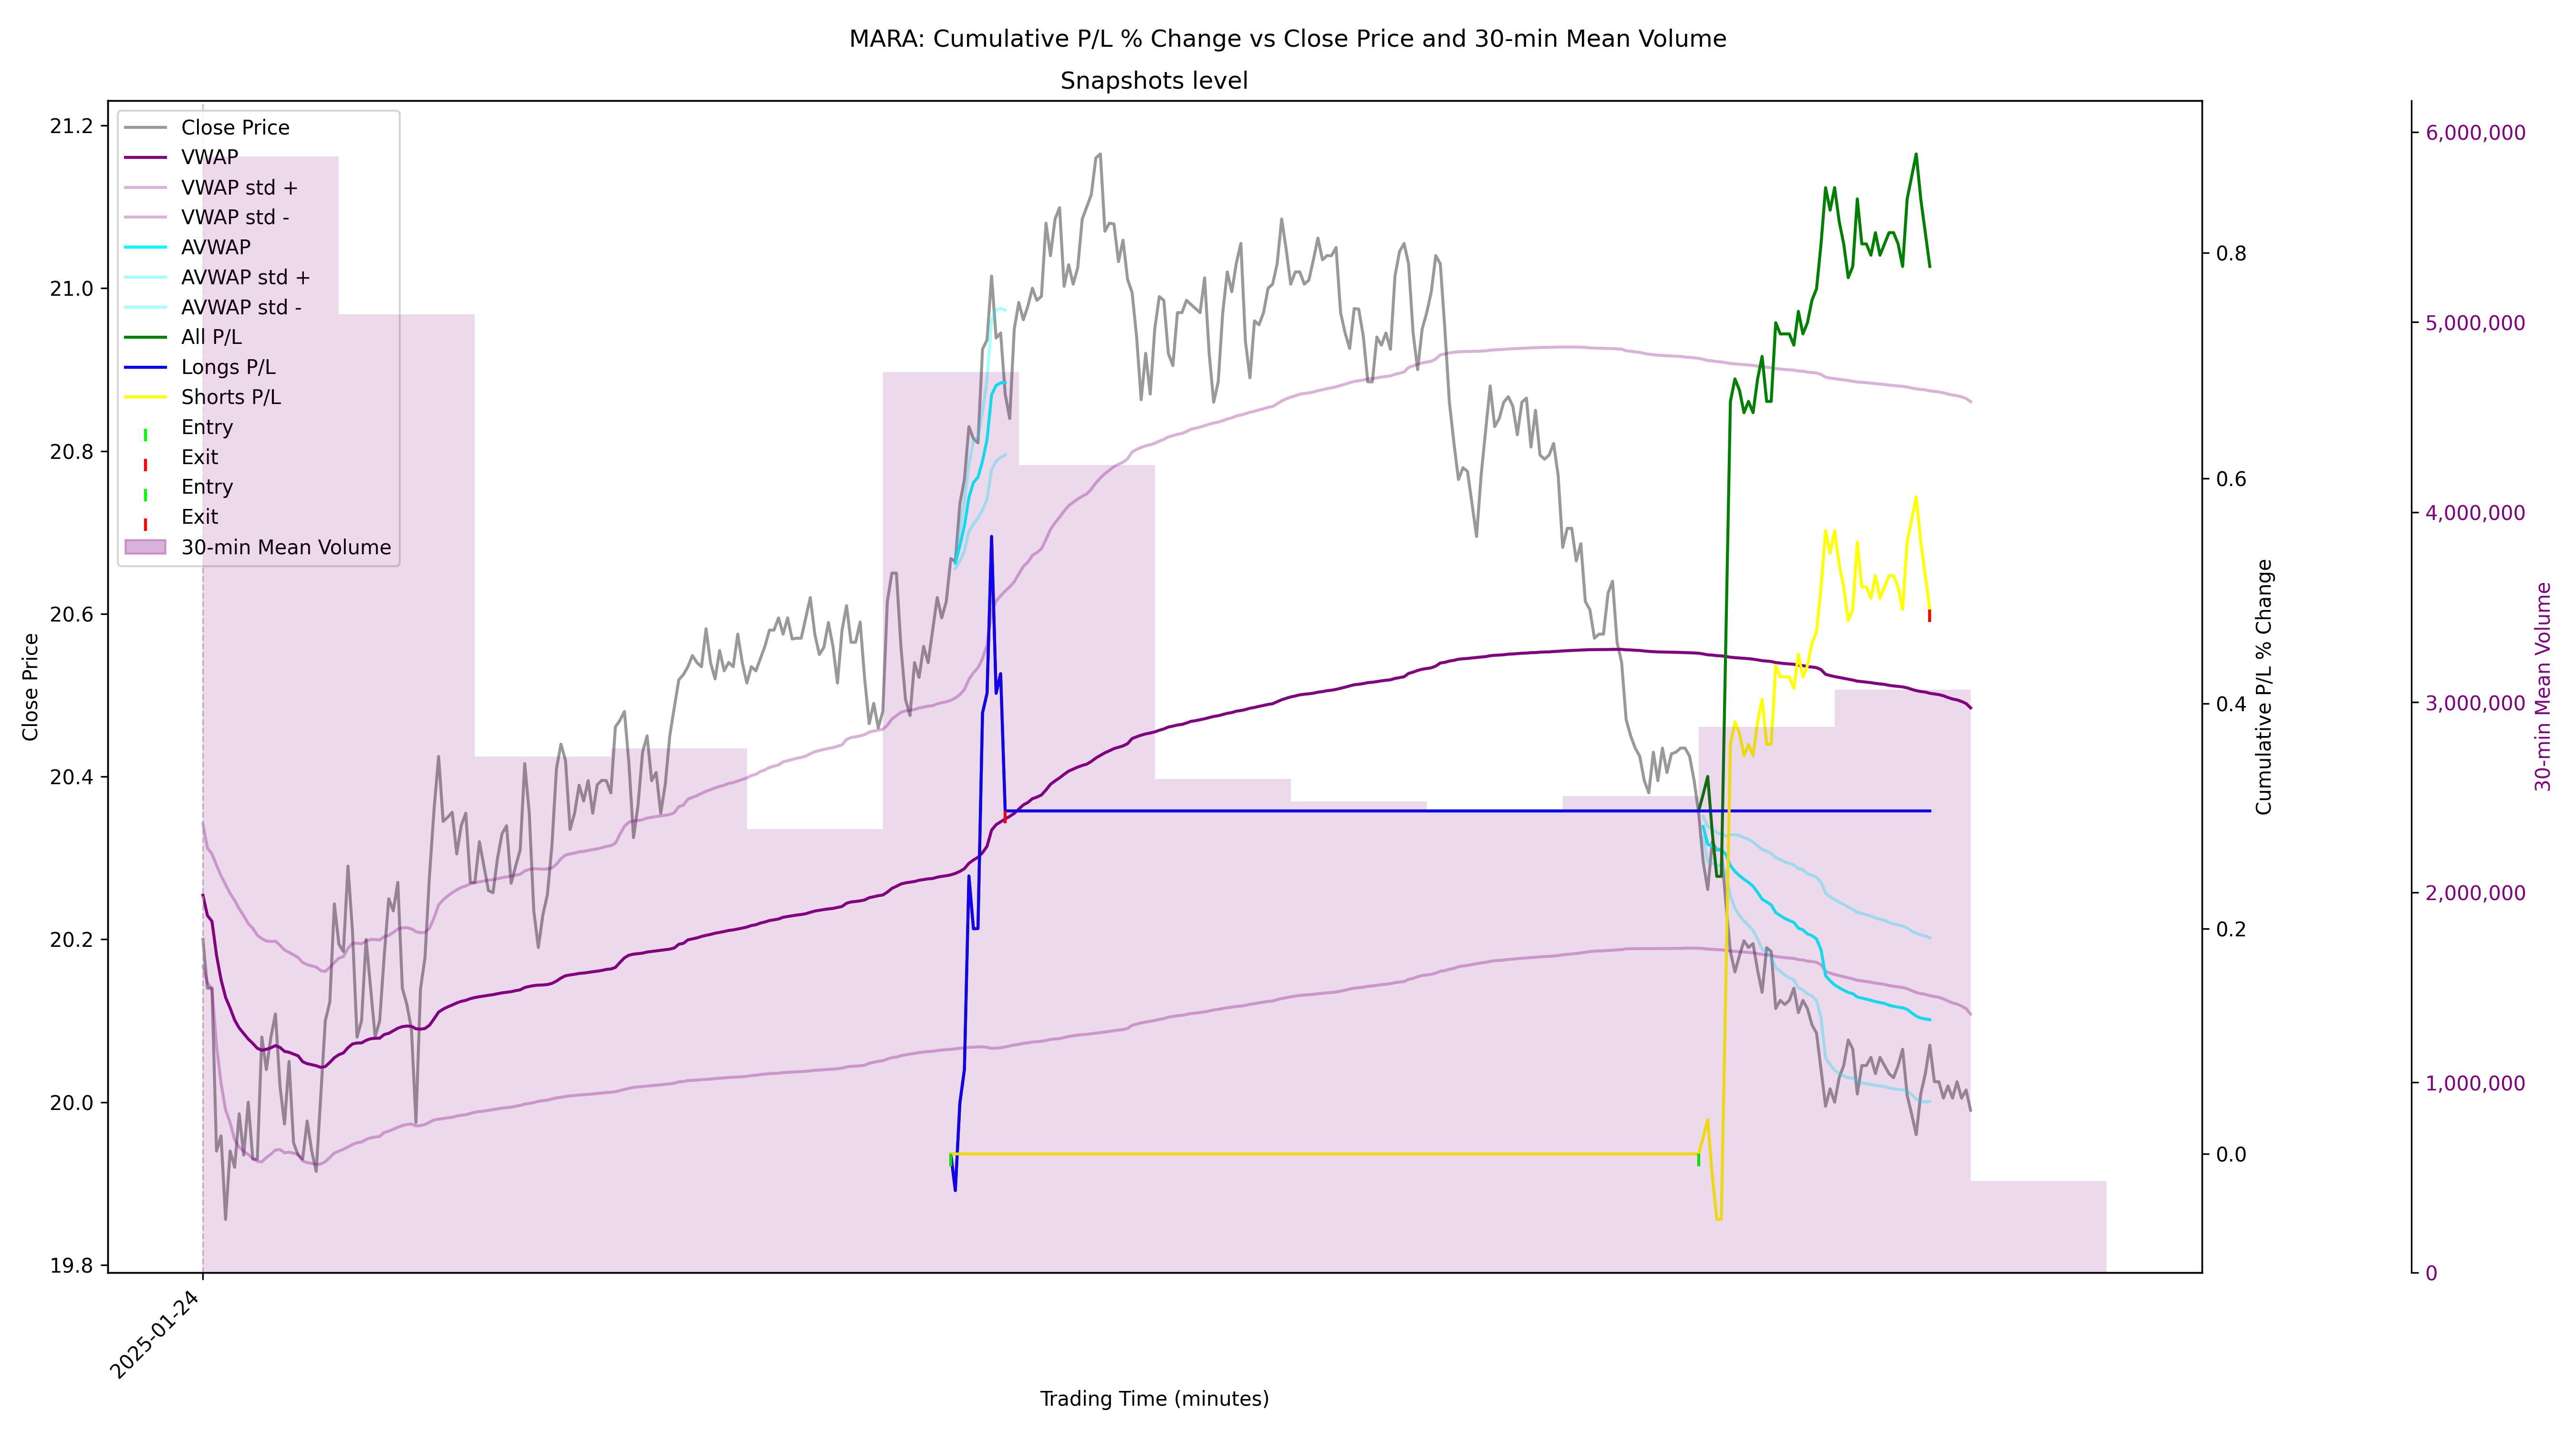 MARA: Cumulative P/L % Change vs Close Price and 30-min Mean Volume
Snapshots level
Close Price
VWAP
VWAP std +
VWAP std -
AVWAP
AVWAP std +
AVWAP std -
All P/L
Longs P/L
Shorts P/L
Entry
Exit
Entry
Exit
30-min Mean Volume
21.2
21.0
20.8
20.6
20.4
20.2
20.0
19.8
Close Price
0.8
0.6
0.4
0.2
0.0
Cumulative P/L % Change
6,000,000
5,000,000
4,000,000
3,000,000
2,000,000
1,000,000
0
30-min Mean Volume
2025-01-24
Trading Time (minutes)